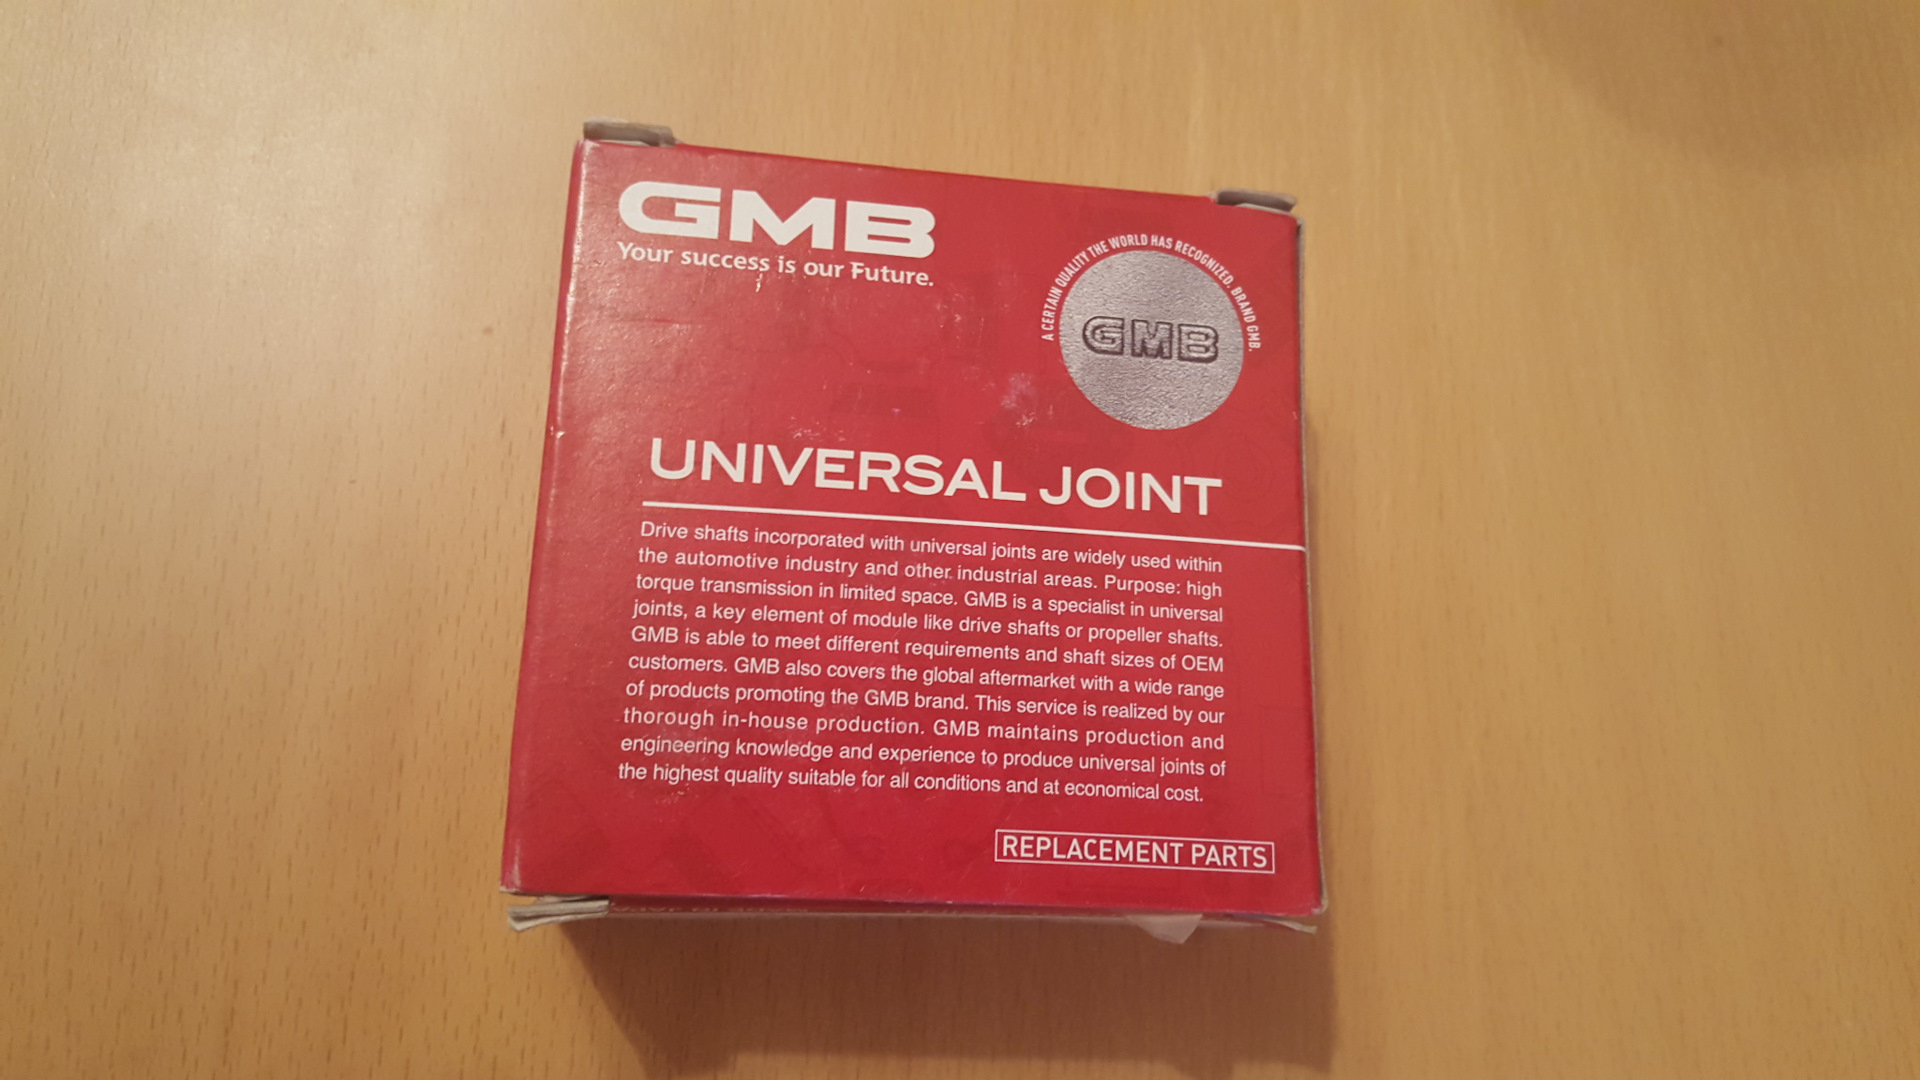 GMB
Your success is our Future.
A CERTAIN QUALITY THE WORLD HAS RECOGNIZED. BRAND GMB.
GMB
UNIVERSAL JOINT
Drive shafts incorporated with universal joints are widely used within
the automotive industry and other industrial areas. Purpose: high
torque transmission in limited space. GMB is a specialist in universal
joints, a key element of module like drive shafts or propeller shafts.
GMB is able to meet different requirements and shaft sizes of OEM
customers. GMB also covers the global aftermarket with a wide range
of products promoting the GMB brand. This service is realized by our
thorough in-house production. GMB maintains production and
engineering knowledge and experience to produce universal joints of
the highest quality suitable for all conditions and at economical cost.
REPLACEMENT PARTS